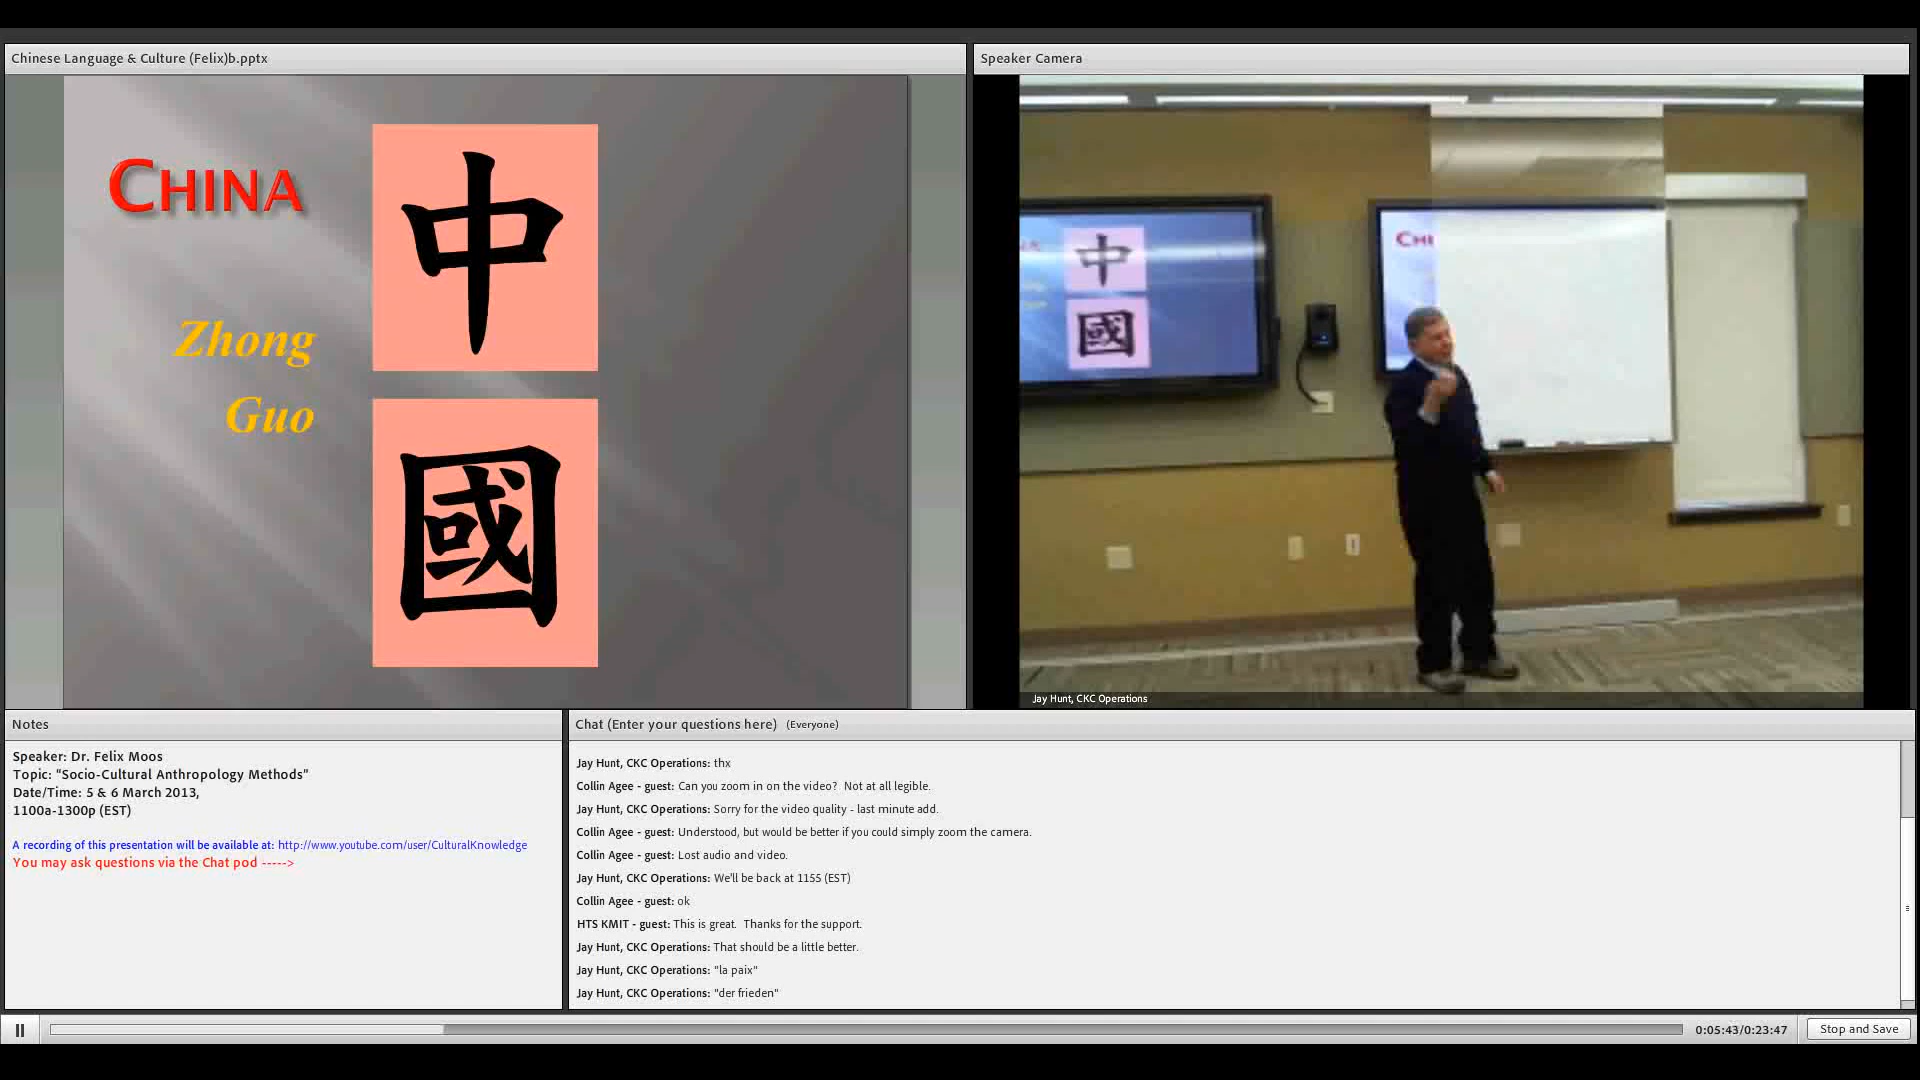 Chinese Language & Culture (Felix)b.pptx
CHINA
中
Zhong
Guo
國
Speaker Camera
中
國
CHI
Jay Hunt, CKC Operations
Notes
Speaker: Dr. Felix Moos
Topic: "Socio-Cultural Anthropology Methods"
Date/Time: 5 & 6 March 2013,
1100a-1300p (EST)
A recording of this presentation will be available at: http://www.youtube.com/user/CulturalKnowledge
You may ask questions via the Chat pod ----->
Chat (Enter your questions here) (Everyone)
Jay Hunt, CKC Operations: thx
Collin Agee - guest: Can you zoom in on the video? Not at all legible.
Jay Hunt, CKC Operations: Sorry for the video quality - last minute add.
Collin Agee - guest: Understood, but would be better if you could simply zoom the camera.
Collin Agee - guest: Lost audio and video.
Jay Hunt, CKC Operations: We'll be back at 1155 (EST)
Collin Agee - guest: ok
HTS KMIT - guest: This is great. Thanks for the support.
Jay Hunt, CKC Operations: That should be a little better.
Jay Hunt, CKC Operations: "la paix"
Jay Hunt, CKC Operations: "der frieden"
0:05:43/0:23:47
Stop and Save